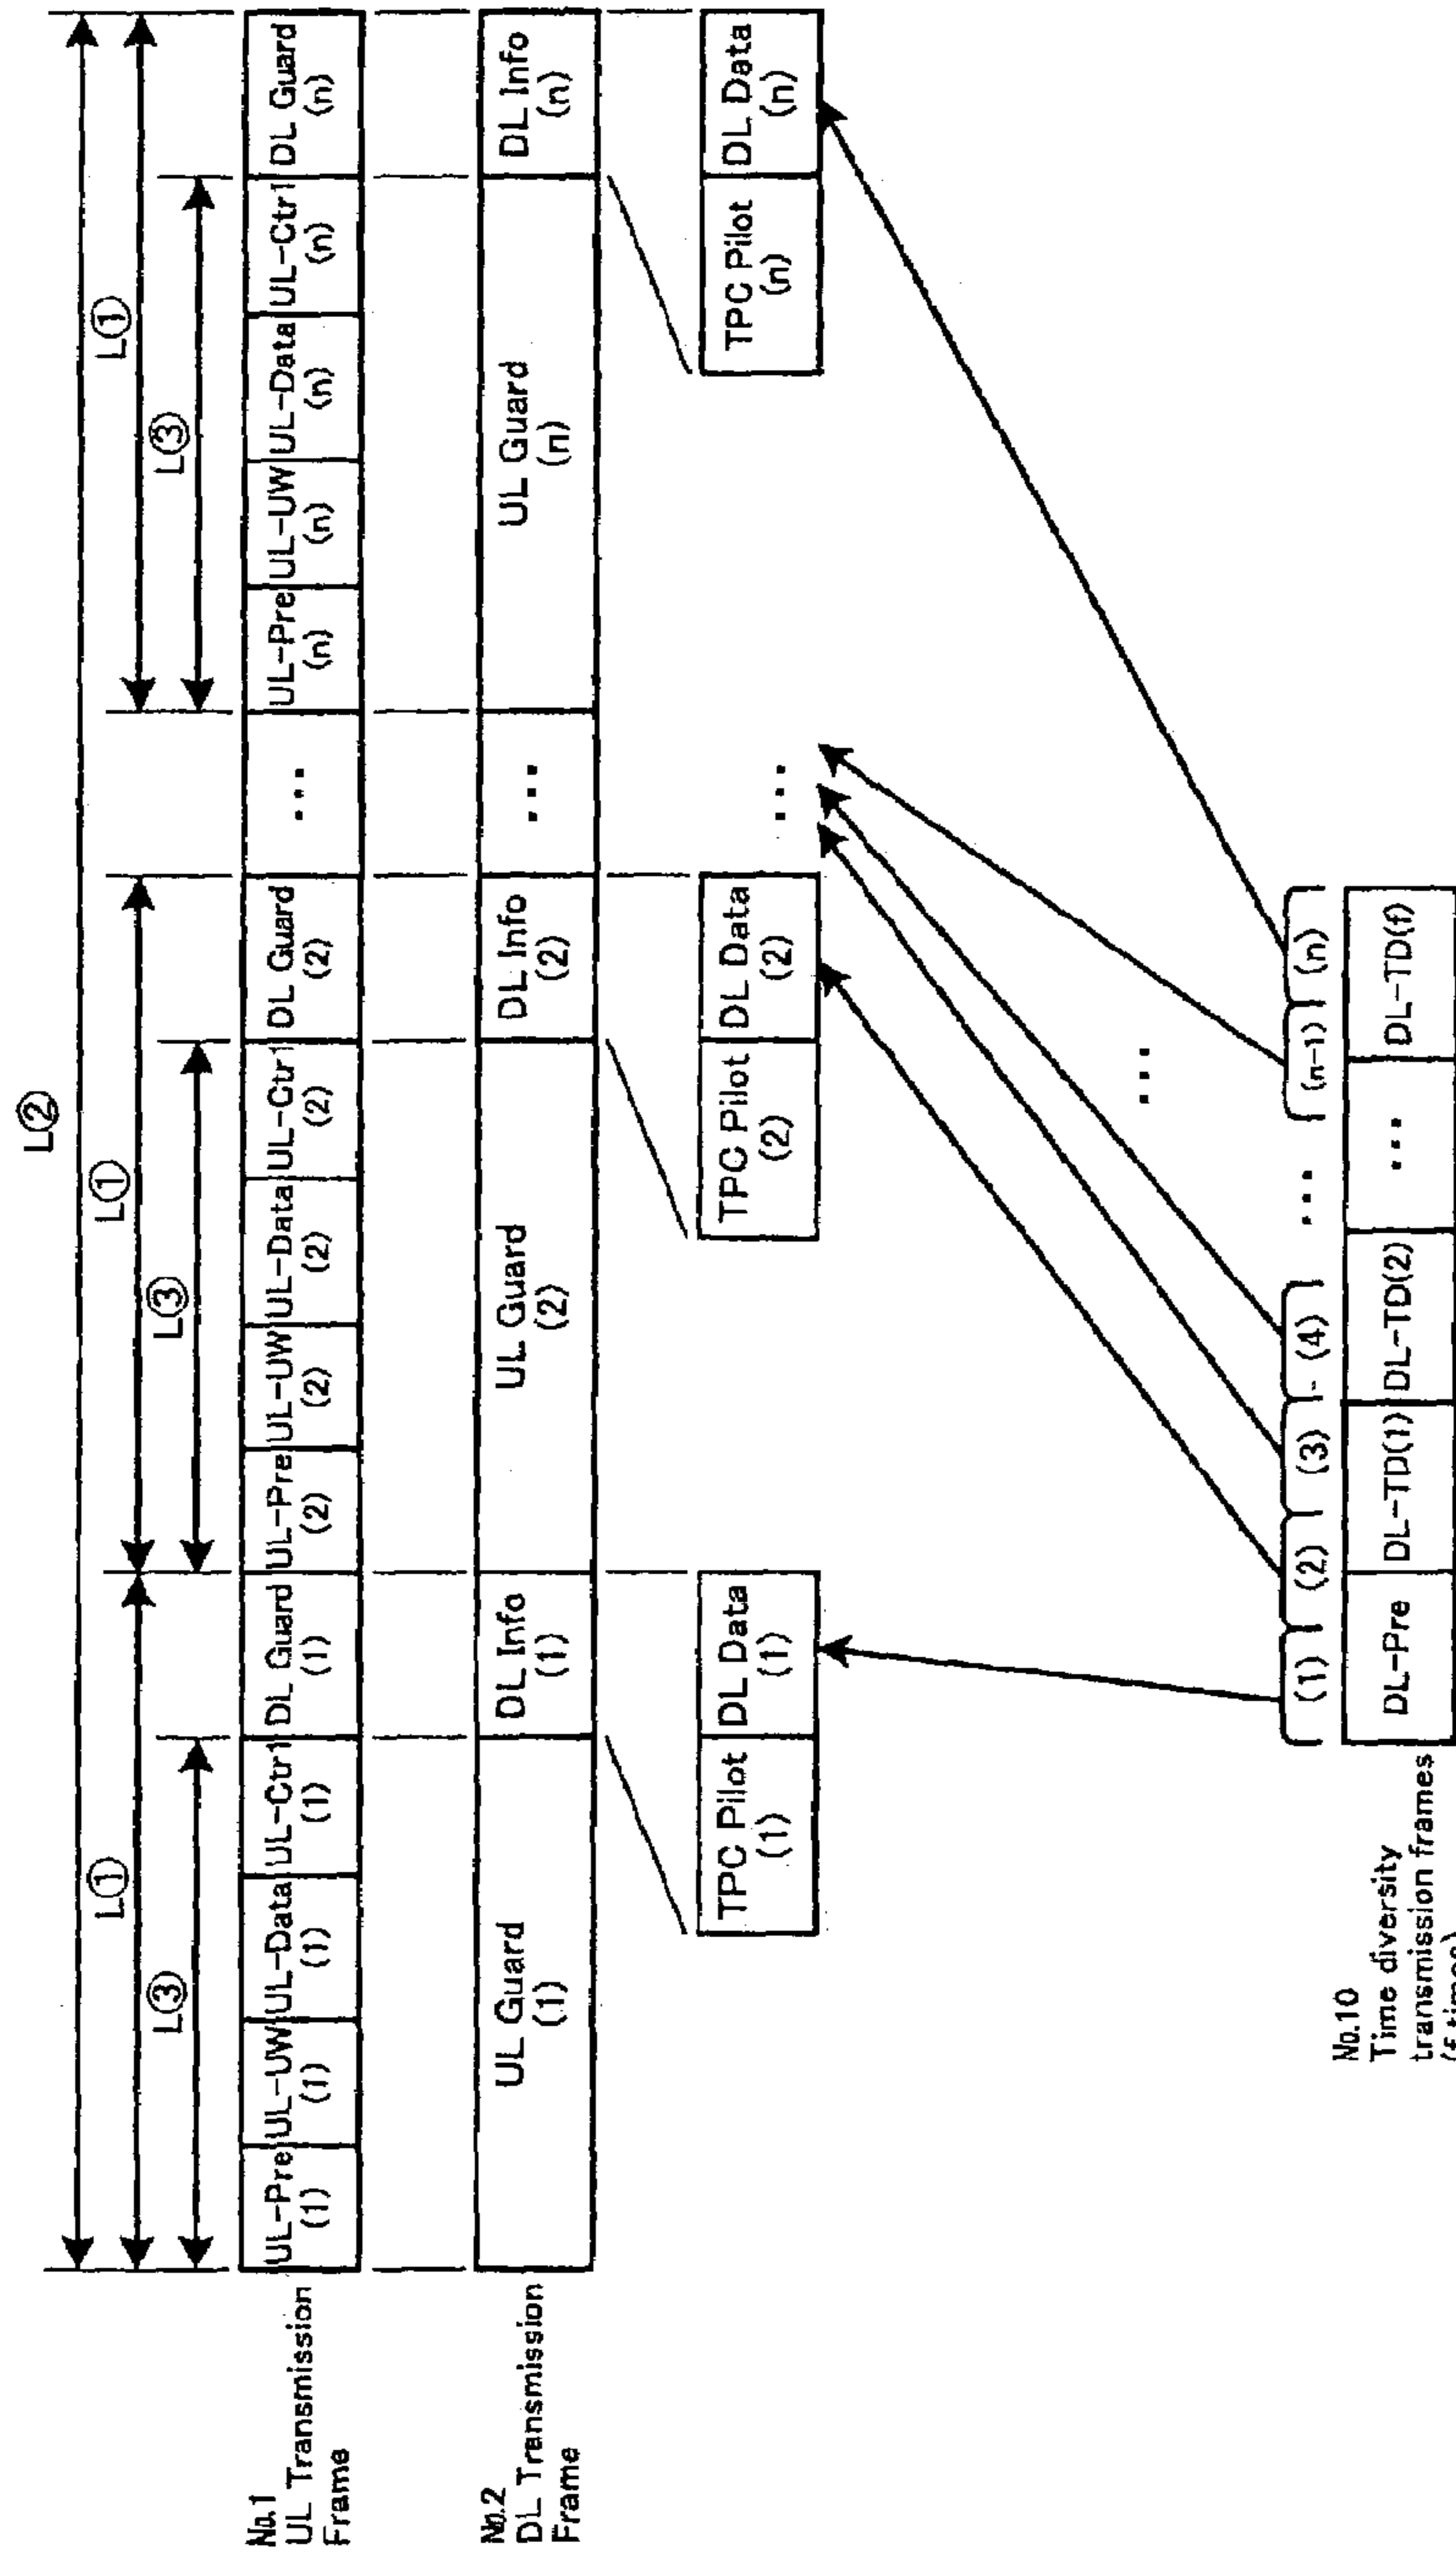 L②
L① L① L①
L③ L③ L③
No.1
UL Transmission
Frame
UL-Pre (1) UL-UW (1) UL-Data (1) UL-Ctrl (1) DL Guard (1) UL-Pre (2) UL-UW (2) UL-Data (2) UL-Ctrl (2) DL Guard (2) ... UL-Pre (n) UL-UW (n) UL-Data (n) UL-Ctrl (n) DL Guard (n)
No.2
DL Transmission
Frame
UL Guard (1) DL Info (1) UL Guard (2) DL Info (2) ... UL Guard (n) DL Info (n)
TPC Pilot (1) DL Data (1) TPC Pilot (2) DL Data (2) ... TPC Pilot (n) DL Data (n)
...
(1) (2) (3) (4) ... (n-1) (n)
No.10
Time diversity
transmission frames
(f times)
DL-Pre DL-TD(1) DL-TD(2) ... DL-TD(f)